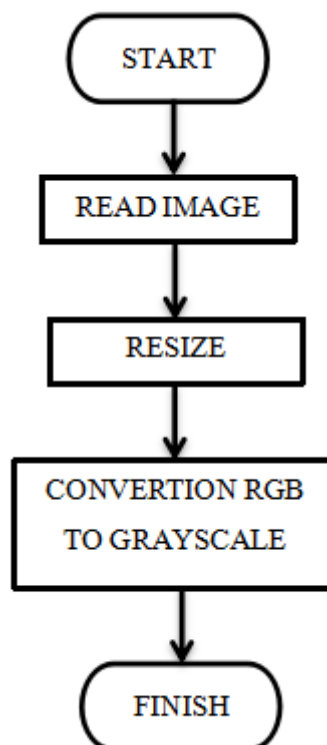 START
READ IMAGE
RESIZE
CONVERTION RGB
TO GRAYSCALE
FINISH